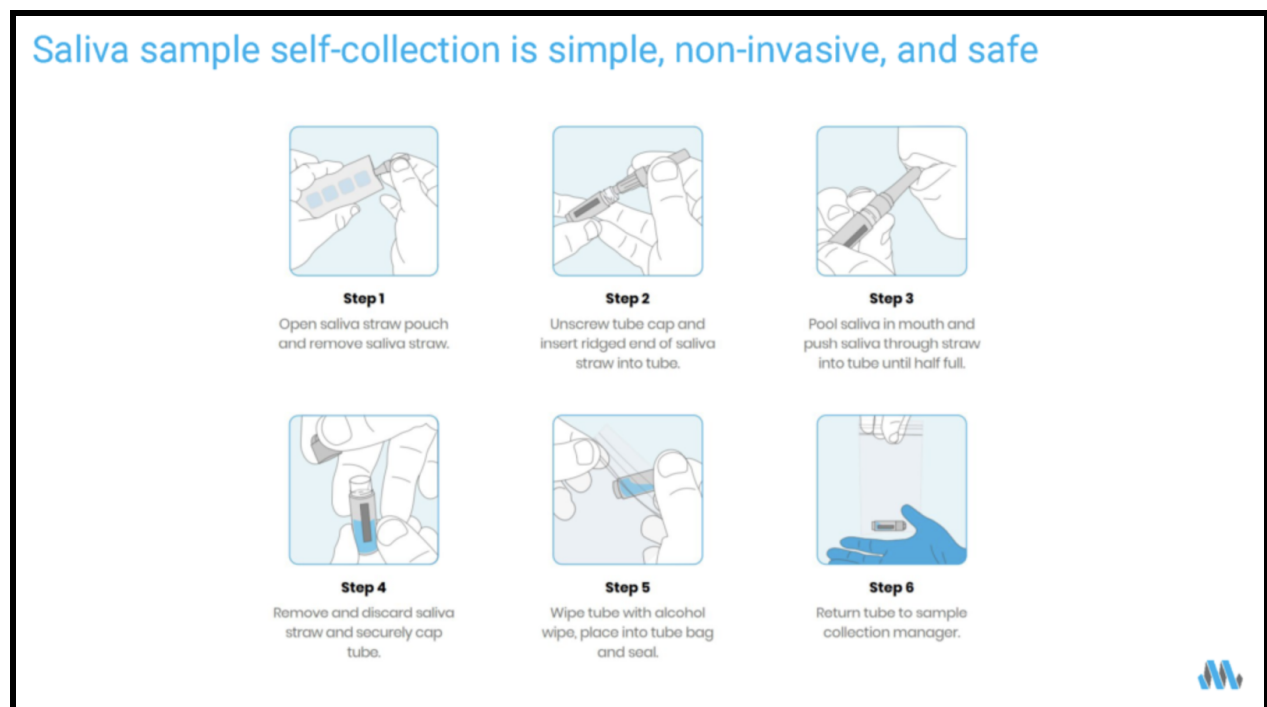 Saliva sample self-collection is simple, non-invasive, and safe
Step 1
Open saliva straw pouch
and remove saliva straw.
Step 2
Unscrew tube cap and
insert ridged end of saliva
straw into tube.
Step 3
Pool saliva in mouth and
push saliva through straw
into tube until half full.
Step 4
Remove and discard saliva
straw and securely cap
tube.
Step 5
Wipe tube with alcohol
wipe, place into tube bag
and seal.
Step 6
Return tube to sample
collection manager.